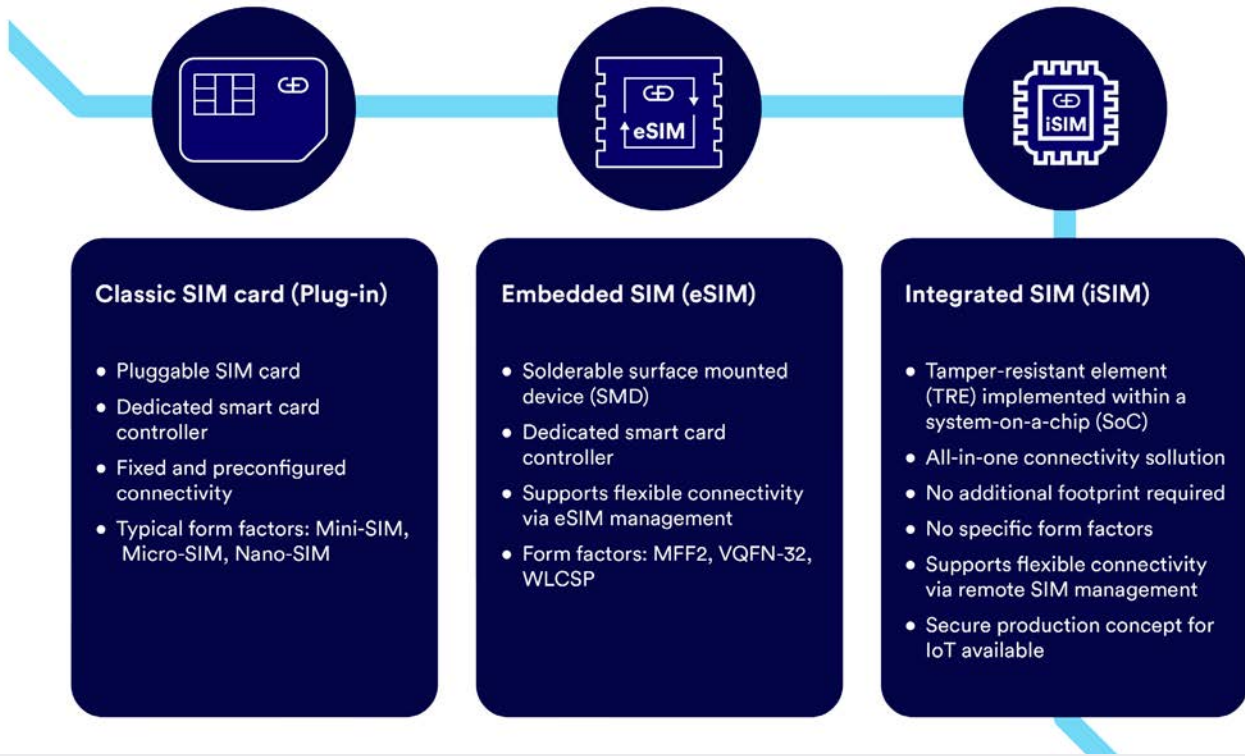 eSIM
iSIM
Classic SIM card (Plug-in)
• Pluggable SIM card
• Dedicated smart card
controller
• Fixed and preconfigured
connectivity
• Typical form factors: Mini-SIM,
Micro-SIM, Nano-SIM
Embedded SIM (eSIM)
• Solderable surface mounted
device (SMD)
• Dedicated smart card
controller
• Supports flexible connectivity
via eSIM management
• Form factors: MFF2, VQFN-32,
WLCSP
Integrated SIM (iSIM)
• Tamper-resistant element
(TRE) implemented within a
system-on-a-chip (SoC)
• All-in-one connectivity sollution
• No additional footprint required
• No specific form factors
• Supports flexible connectivity
via remote SIM management
• Secure production concept for
IoT available